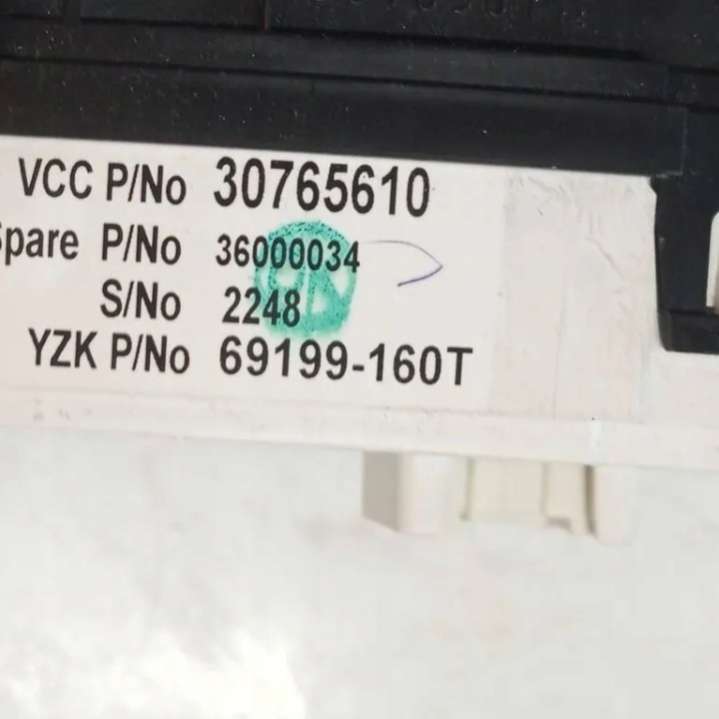 VCC P/No 30765610
Spare P/No 36000034
S/No 2248
YZK P/No 69199-160T